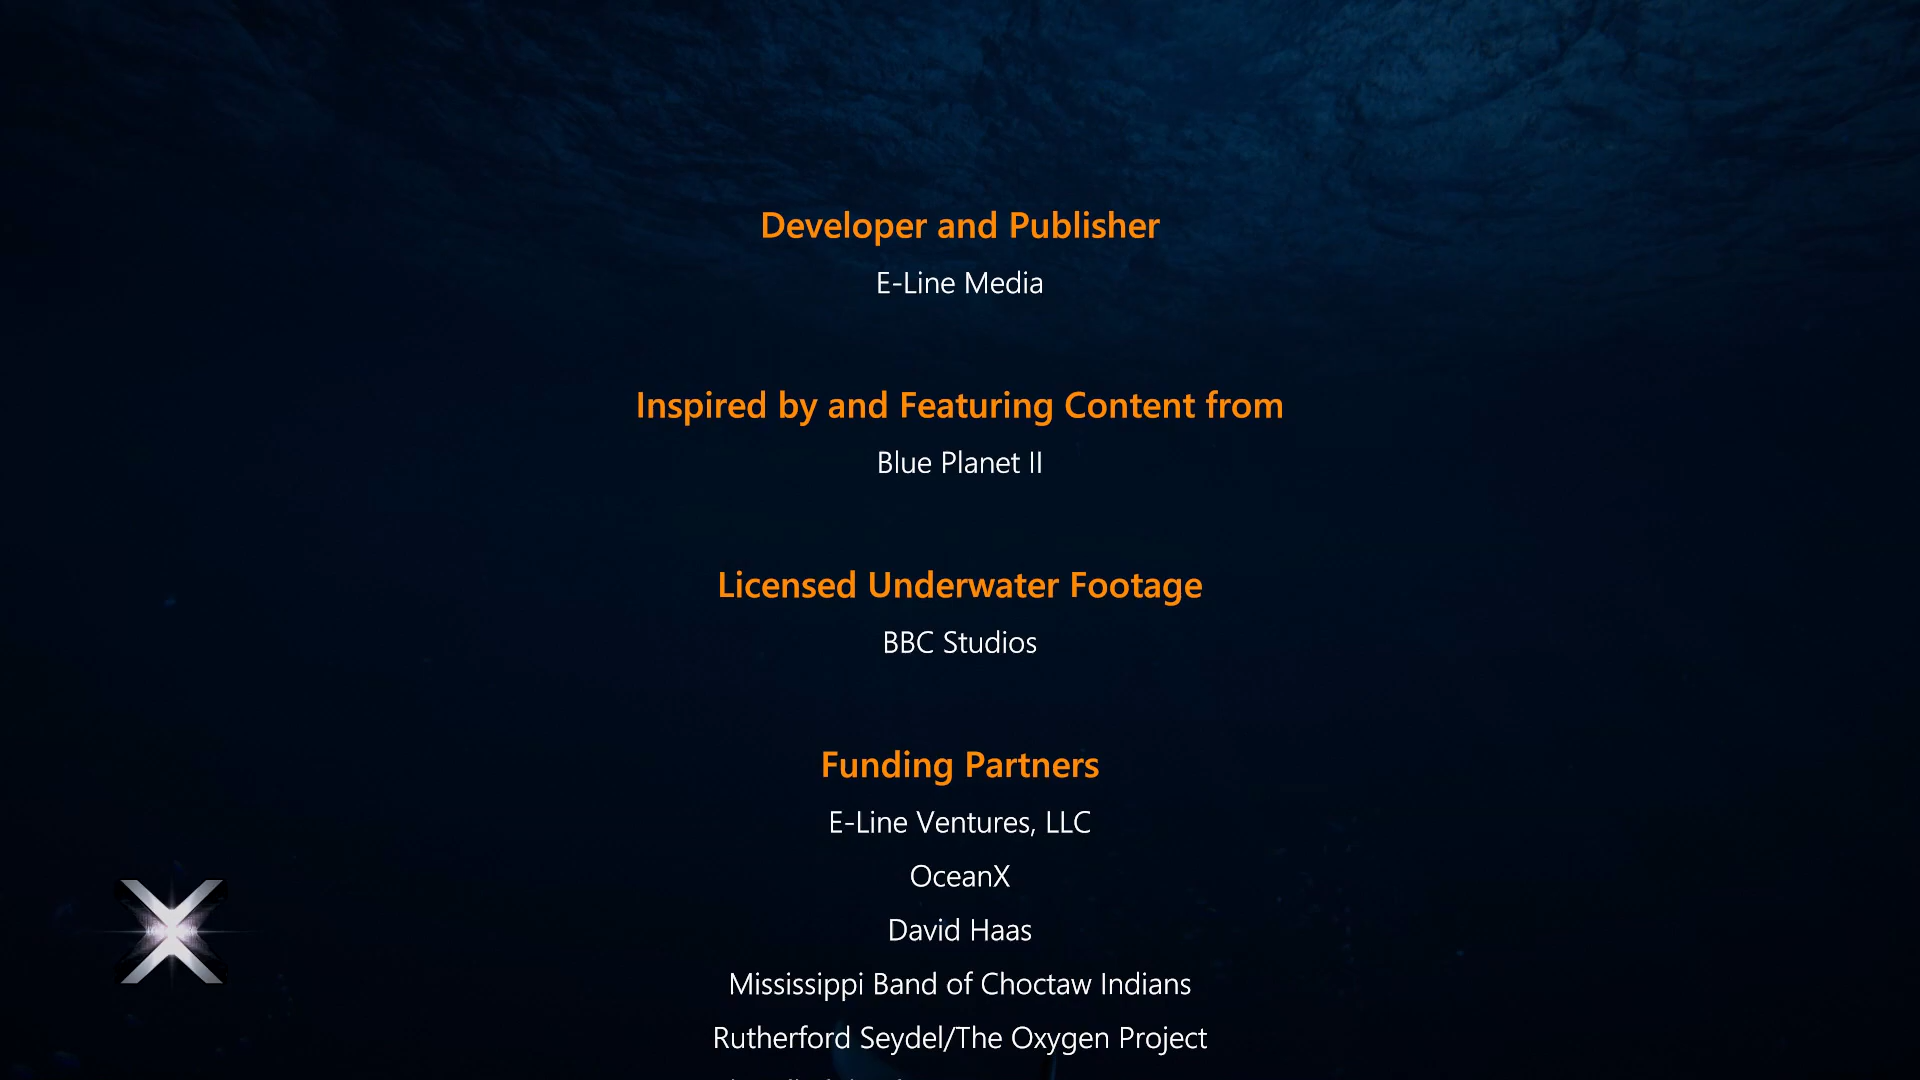 Developer and Publisher
E-Line Media
Inspired by and Featuring Content from
Blue Planet II
Licensed Underwater Footage
BBC Studios
Funding Partners
E-Line Ventures, LLC
OceanX
David Haas
Mississippi Band of Choctaw Indians
Rutherford Seydel/The Oxygen Project